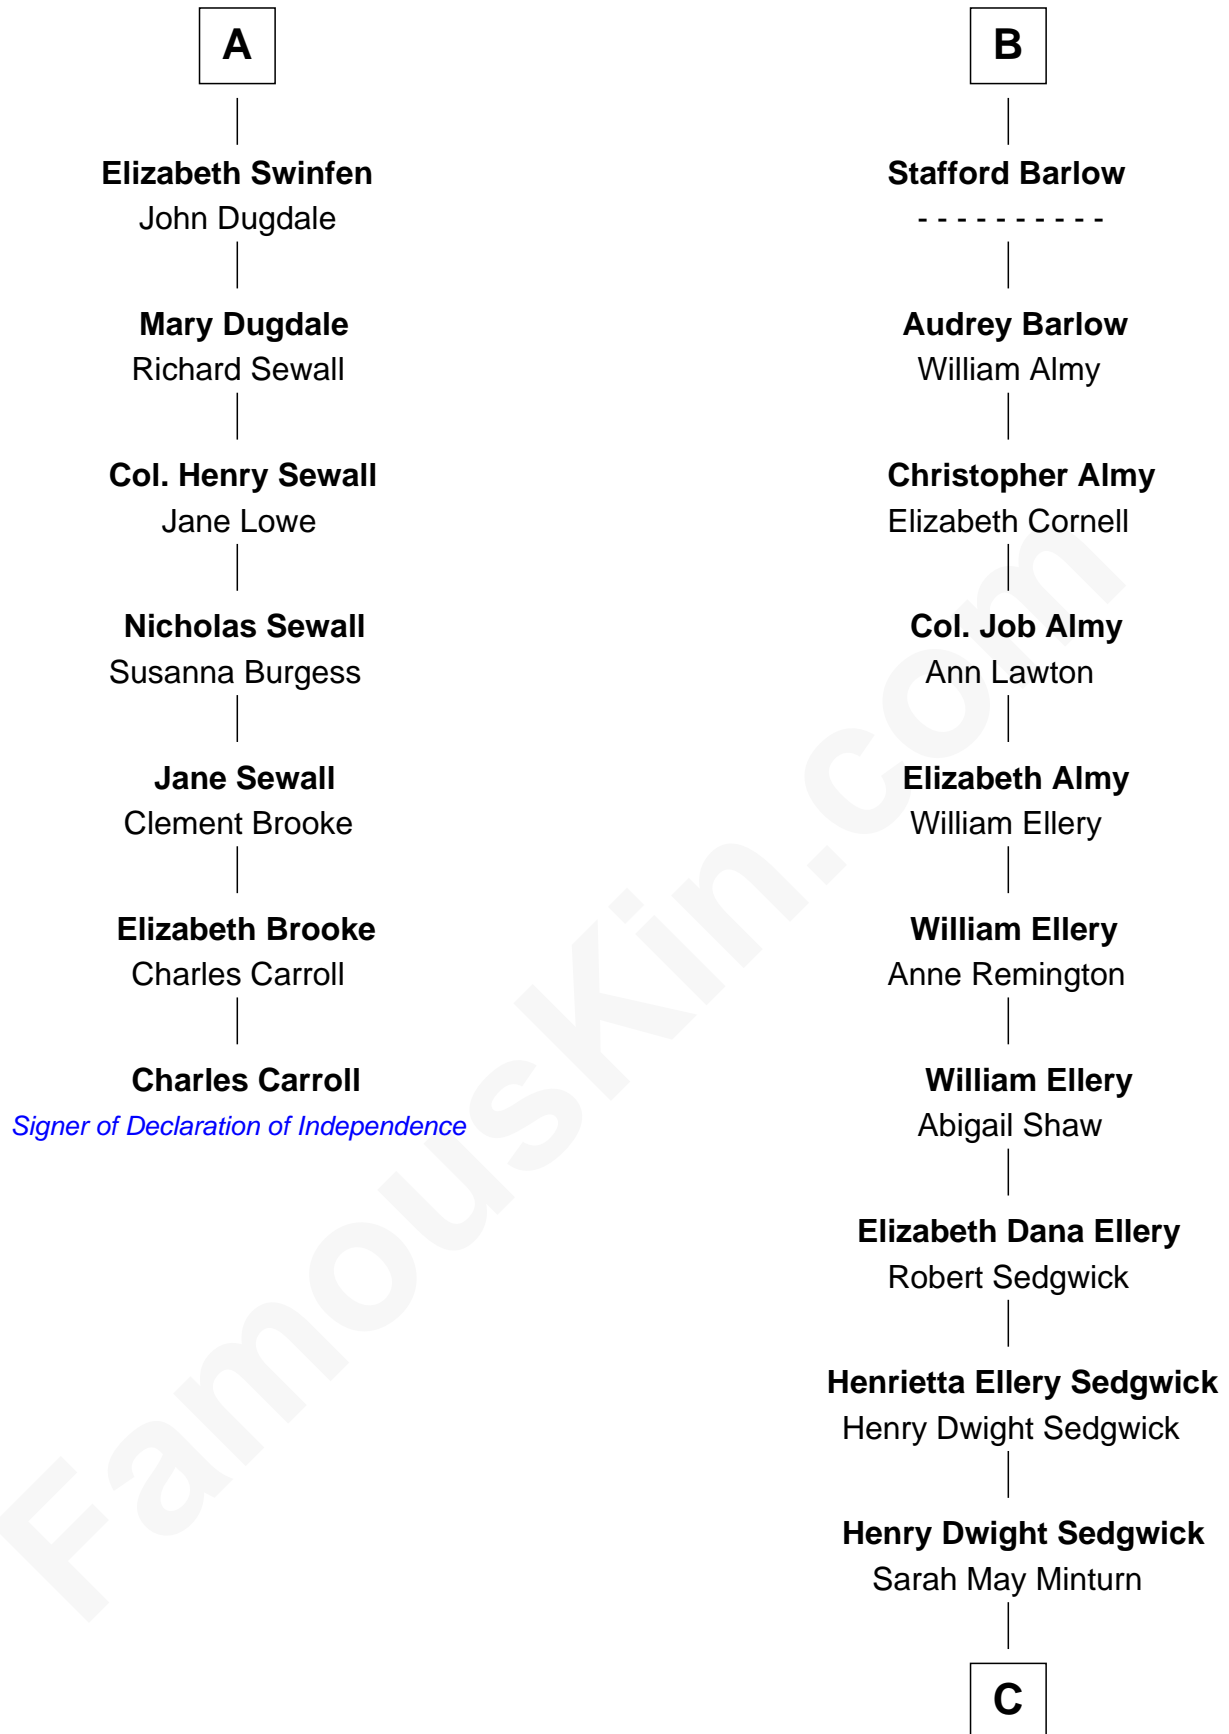 A
Elizabeth Swinfen
John Dugdale
Mary Dugdale
Richard Sewall
Col. Henry Sewall
Jane Lowe
Nicholas Sewall
Susanna Burgess
Jane Sewall
Clement Brooke
Elizabeth Brooke
Charles Carroll
Charles Carroll
Signer of Declaration of Independence
B
Stafford Barlow
- - - - - - - - - -
Audrey Barlow
William Almy
Christopher Almy
Elizabeth Cornell
Col. Job Almy
Ann Lawton
Elizabeth Almy
William Ellery
William Ellery
Anne Remington
William Ellery
Abigail Shaw
Elizabeth Dana Ellery
Robert Sedgwick
Henrietta Ellery Sedgwick
Henry Dwight Sedgwick
Henry Dwight Sedgwick
Sarah May Minturn
C
FamousKin.com